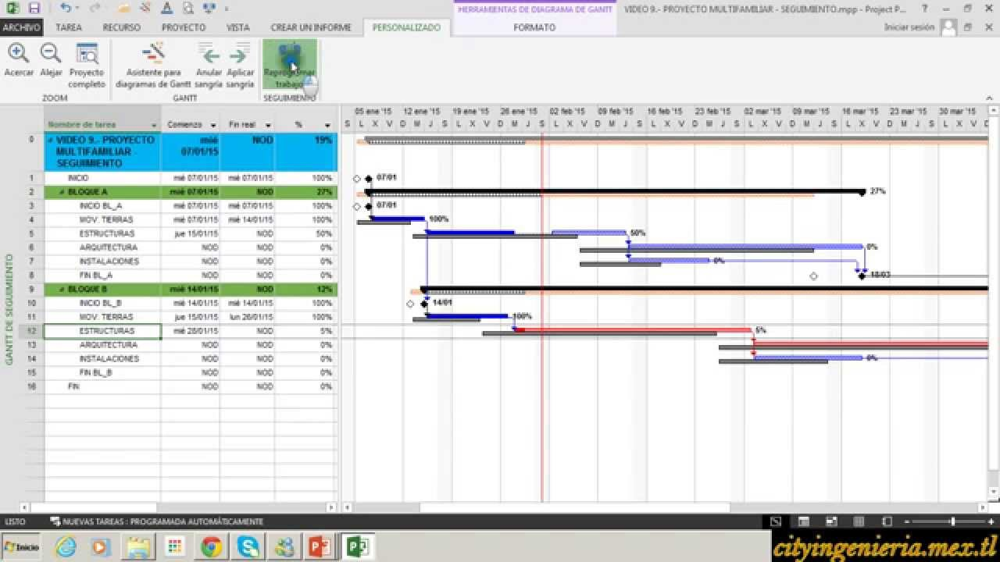 HERRAMIENTAS DE DIAGRAMA DE GANTT
VIDEO 9.- PROYECTO MULTIFAMILIAR - SEGUIMIENTO.mpp - Project P...
ARCHIVO TAREA RECURSO PROYECTO VISTA CREAR UN INFORME PERSONALIZADO FORMATO Iniciar sesión
Acercar Alejar Proyecto completo Asistente para diagramas de Gantt Anular sangría Aplicar sangría Reprogramar trabajo
ZOOM GANTT SEGUIMIENTO
05 ene '15 12 ene '15 19 ene '15 26 ene '15 02 feb '15 09 feb '15 16 feb '15 23 feb '15 02 mar '15 09 mar '15 16 mar '15 23 mar '15 30 mar '15
Nombre de tarea Comienzo Fin real %
S L X V D M J S L X V D M J S L X V D M J S L X V D M J S L X V D M J S L X V D M J S L
0 VIDEO 9.- PROYECTO MULTIFAMILIAR - SEGUIMIENTO mié 07/01/15 NOD 19%
1 INICIO mié 07/01/15 mié 07/01/15 100% 07/01
2 BLOQUE A mié 07/01/15 NOD 27% 27%
3 INICIO BL_A mié 07/01/15 mié 07/01/15 100% 07/01
4 MOV. TIERRAS mié 07/01/15 mié 14/01/15 100% 100%
5 ESTRUCTURAS jue 15/01/15 NOD 50% 50%
6 ARQUITECTURA NOD NOD 0% 0%
7 INSTALACIONES NOD NOD 0% 0%
8 FIN BL_A NOD NOD 0% 18/03
9 BLOQUE B mié 14/01/15 NOD 12%
10 INICIO BL_B mié 14/01/15 mié 14/01/15 100% 14/01
11 MOV. TIERRAS jue 15/01/15 lun 26/01/15 100% 100%
12 ESTRUCTURAS mié 28/01/15 NOD 5% 5%
13 ARQUITECTURA NOD NOD 0%
14 INSTALACIONES NOD NOD 0% 0%
15 FIN BL_B NOD NOD 0%
16 FIN NOD NOD 0%
GANTT DE SEGUIMIENTO
LISTO NUEVAS TAREAS : PROGRAMADA AUTOMÁTICAMENTE
Inicio
cityingenieria.mex.tl